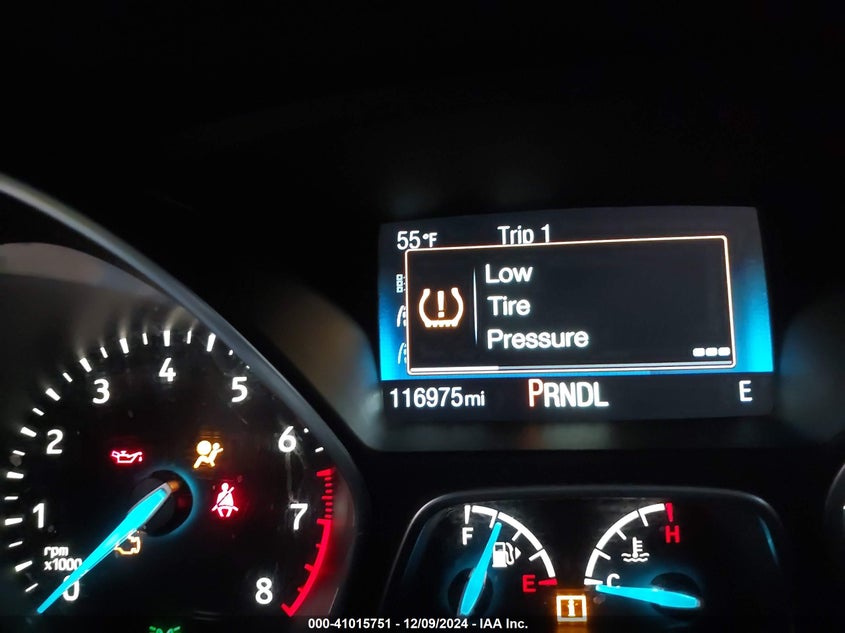 55°F Trip 1
Low
Tire
Pressure
116975mi PRNDL E
4
3 5
2 6
1 7
rpm
x1000
0 8
F E
C H
000-41015751 - 12/09/2024 - IAA Inc.